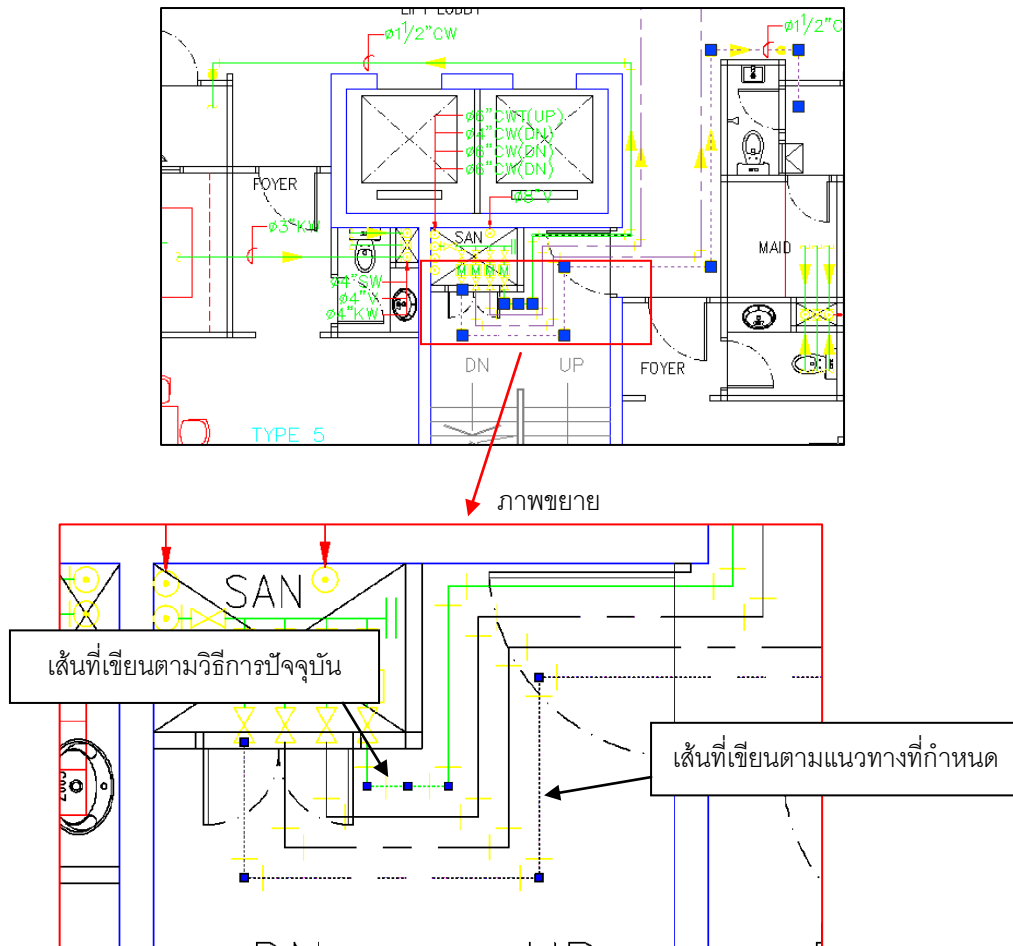 LIFT LOBBY
ø1/2"CW
ø1/2"C
ø6"CWT(UP)
ø4"CW(DN)
ø6"CW(DN)
ø6"CW(DN)
FOYER
ø8"V
ø3"KW
SAN
MAID
M M M M
ø4"SW
ø4"V
ø4"KW
DN
UP
FOYER
TYPE 5
ภาพขยาย
SAN
เส้นที่เขียนตามวิธีการปัจจุบัน
เส้นที่เขียนตามแนวทางที่กำหนด